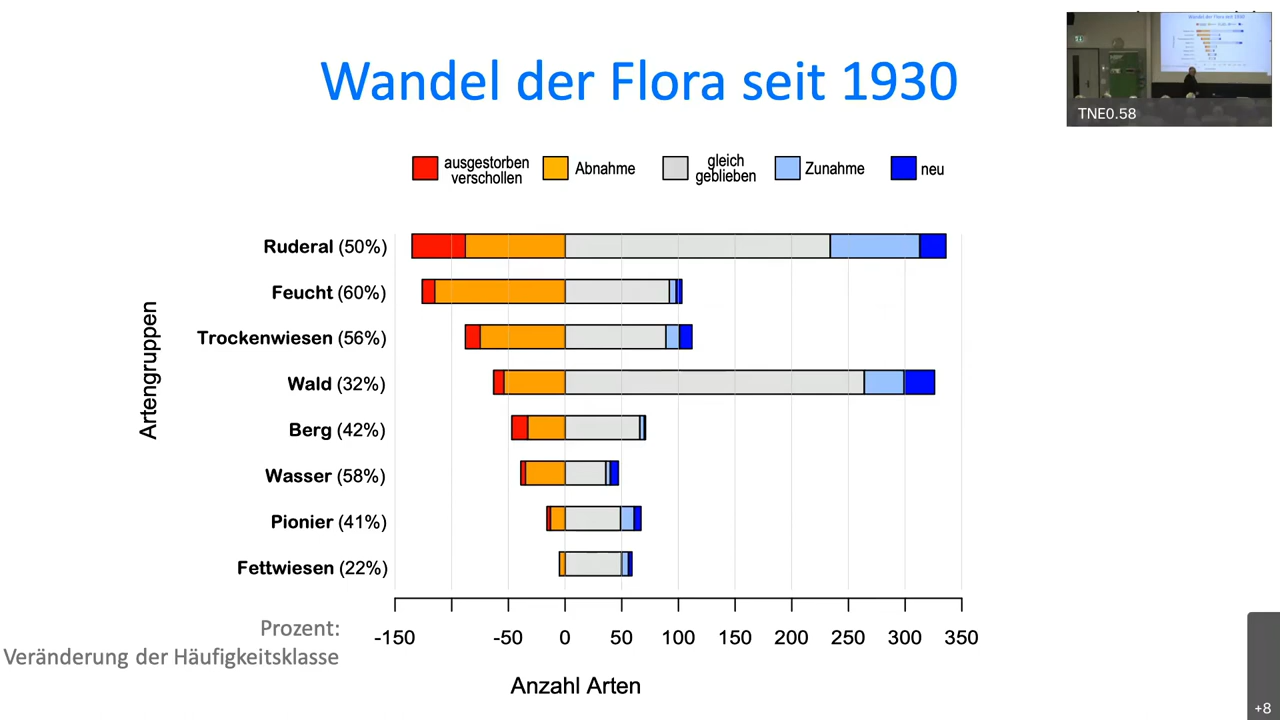 Wandel der Flora seit 1930
TNE0.58
ausgestorben
verschollen
Abnahme
gleich
geblieben
Zunahme
neu
Artengruppen
Ruderal (50%)
Feucht (60%)
Trockenwiesen (56%)
Wald (32%)
Berg (42%)
Wasser (58%)
Pionier (41%)
Fettwiesen (22%)
-150 -50 0 50 100 150 200 250 300 350
Prozent:
Veränderung der Häufigkeitsklasse
Anzahl Arten
+8